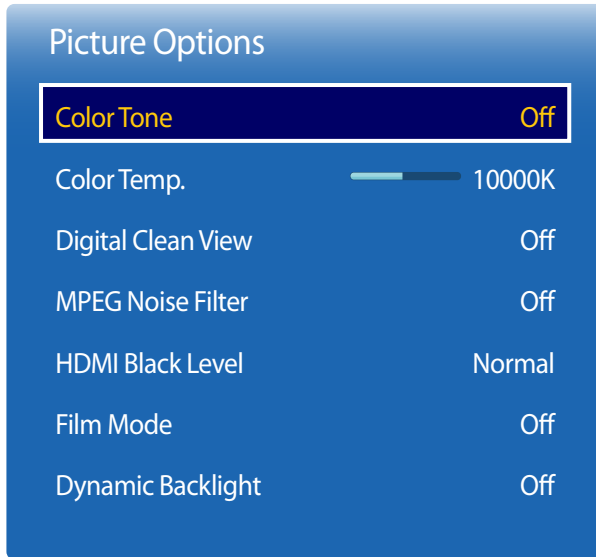 Picture Options
Color Tone Off
Color Temp. 10000K
Digital Clean View Off
MPEG Noise Filter Off
HDMI Black Level Normal
Film Mode Off
Dynamic Backlight Off